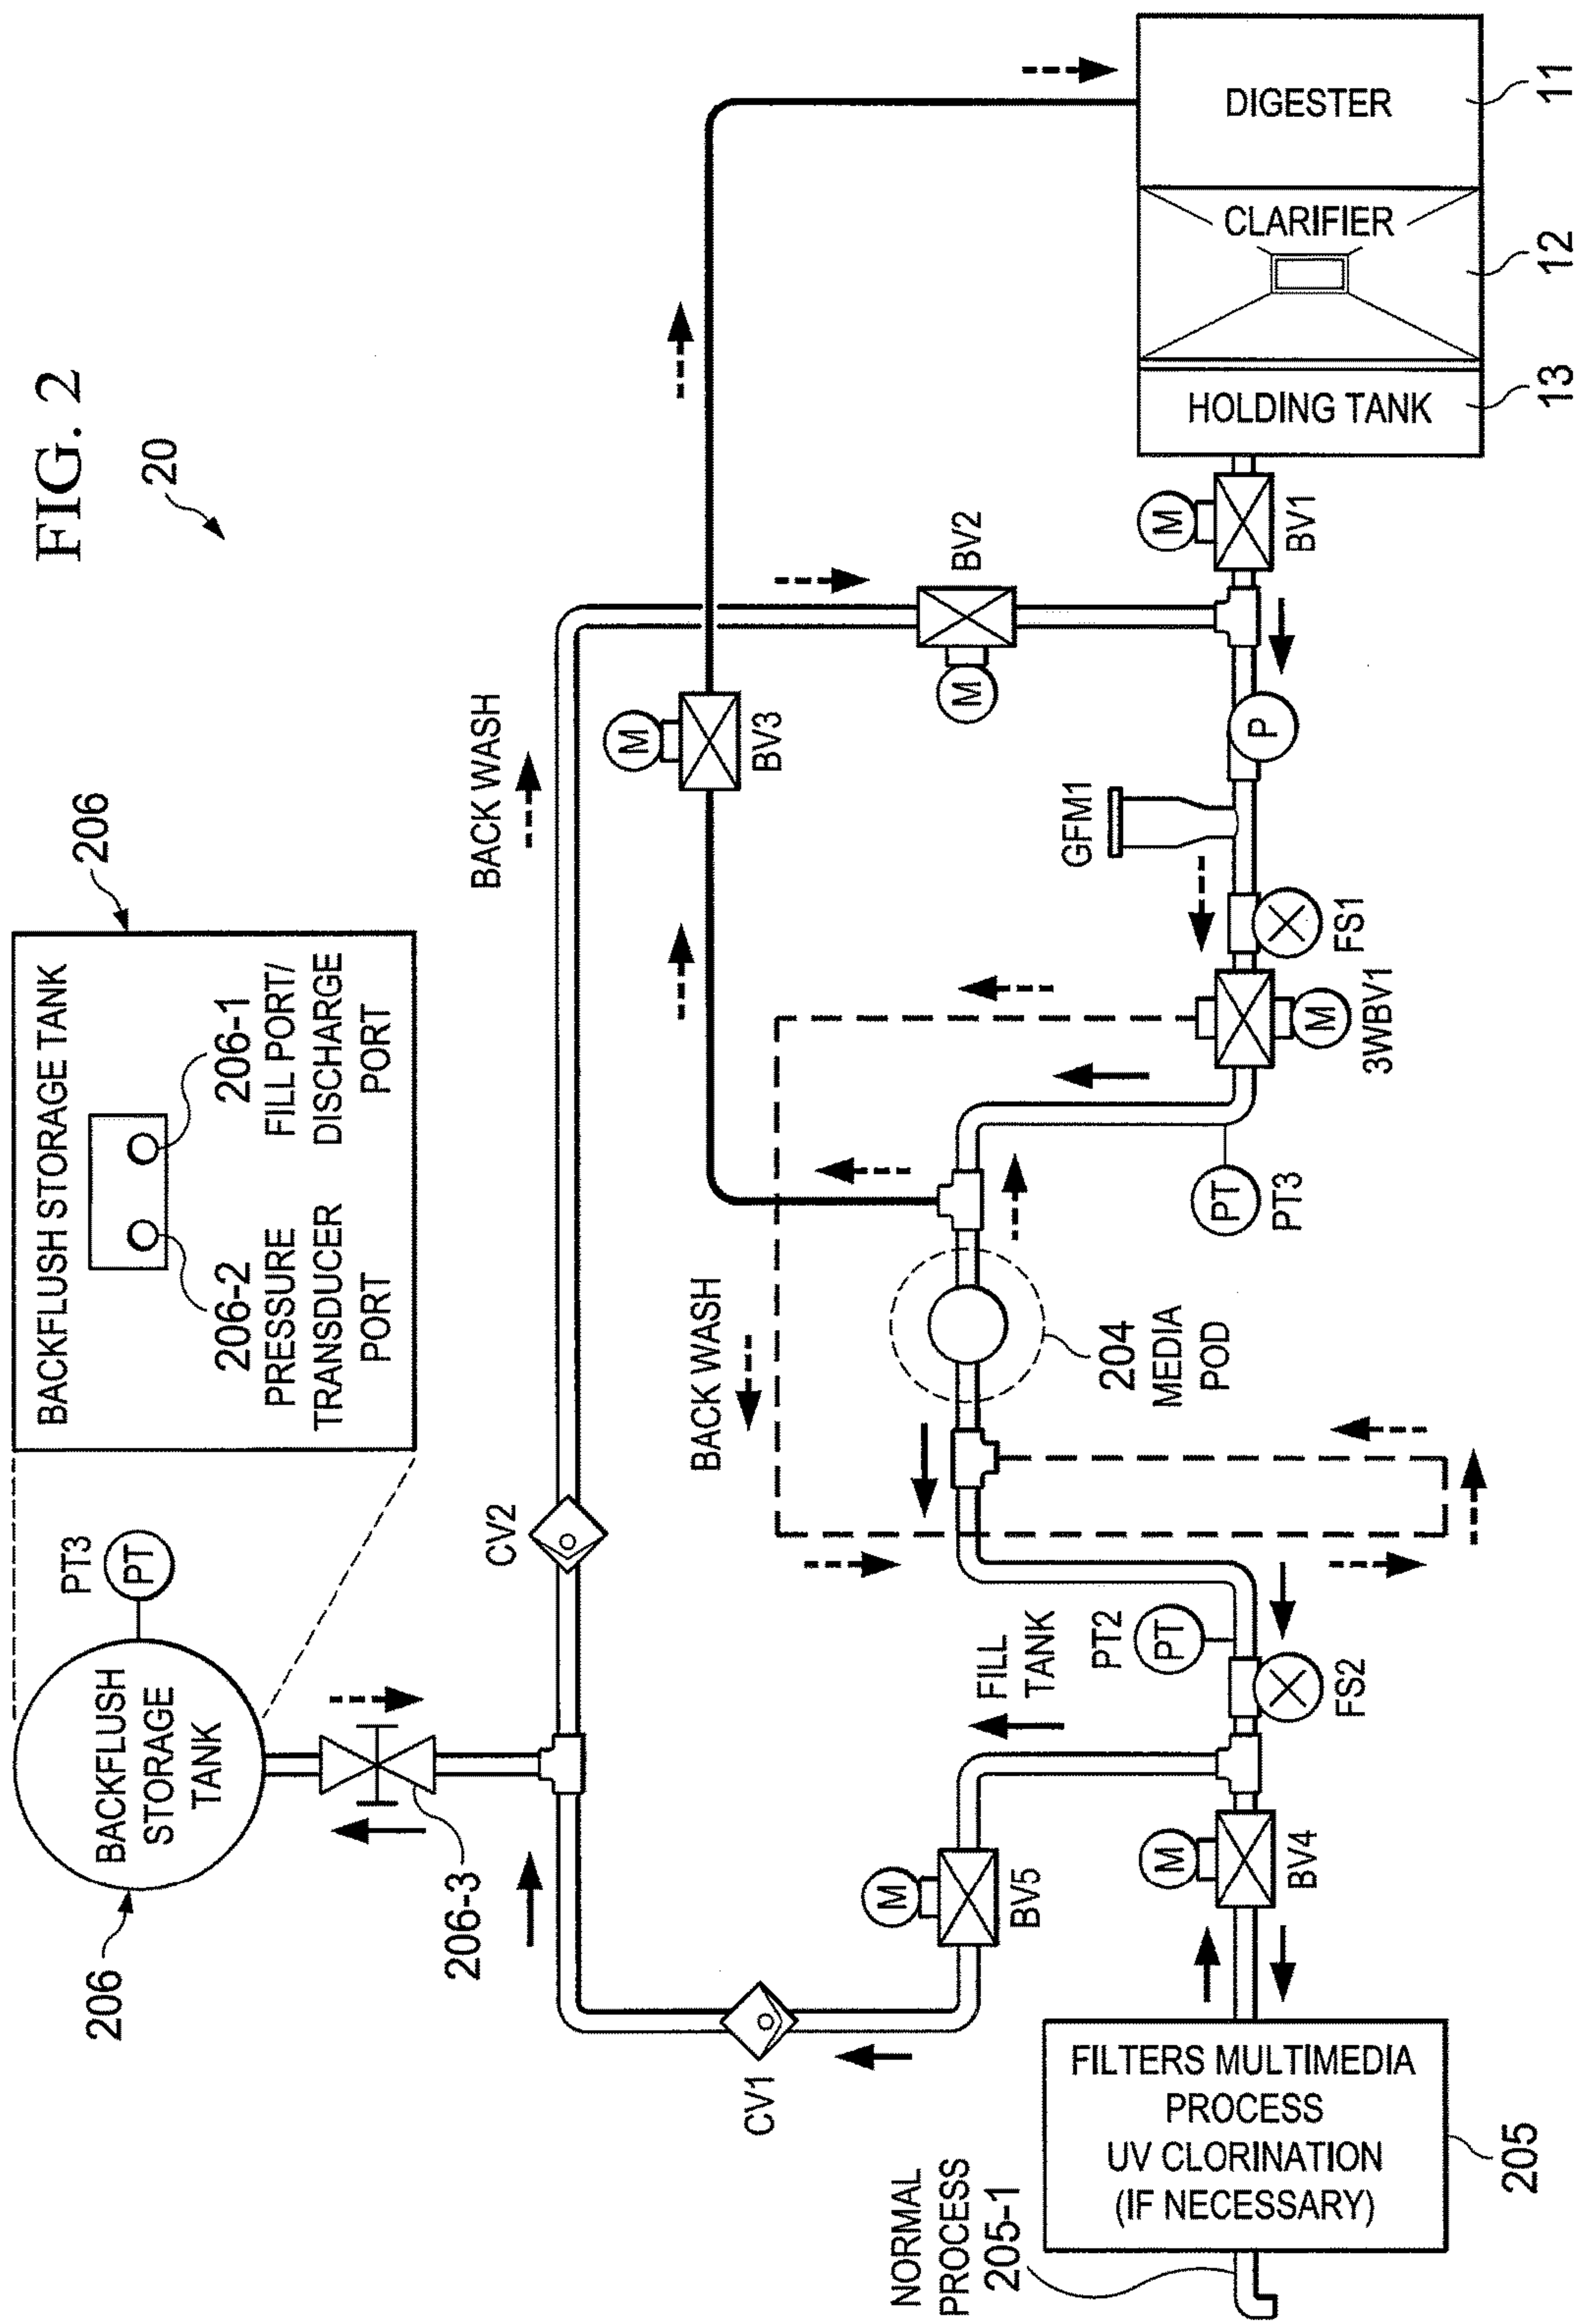 FIG. 2
20
BACKFLUSH STORAGE TANK
206
206-2
PRESSURE
TRANSDUCER
PORT
206-1
FILL PORT/
DISCHARGE
PORT
PT3
PT
BACKFLUSH
STORAGE
TANK
206
206-3
CV2
BACK WASH
M
BV3
M
BV2
DIGESTER
11
CLARIFIER
12
HOLDING TANK
13
M
BV1
P
GFM1
FS1
3WBV1
M
PT
PT3
BACK WASH
204
MEDIA
POD
FILL
TANK
PT2
PT
FS2
M
BV5
M
BV4
CV1
FILTERS MULTIMEDIA
PROCESS
UV CLORINATION
(IF NECESSARY)
205
NORMAL
PROCESS
205-1